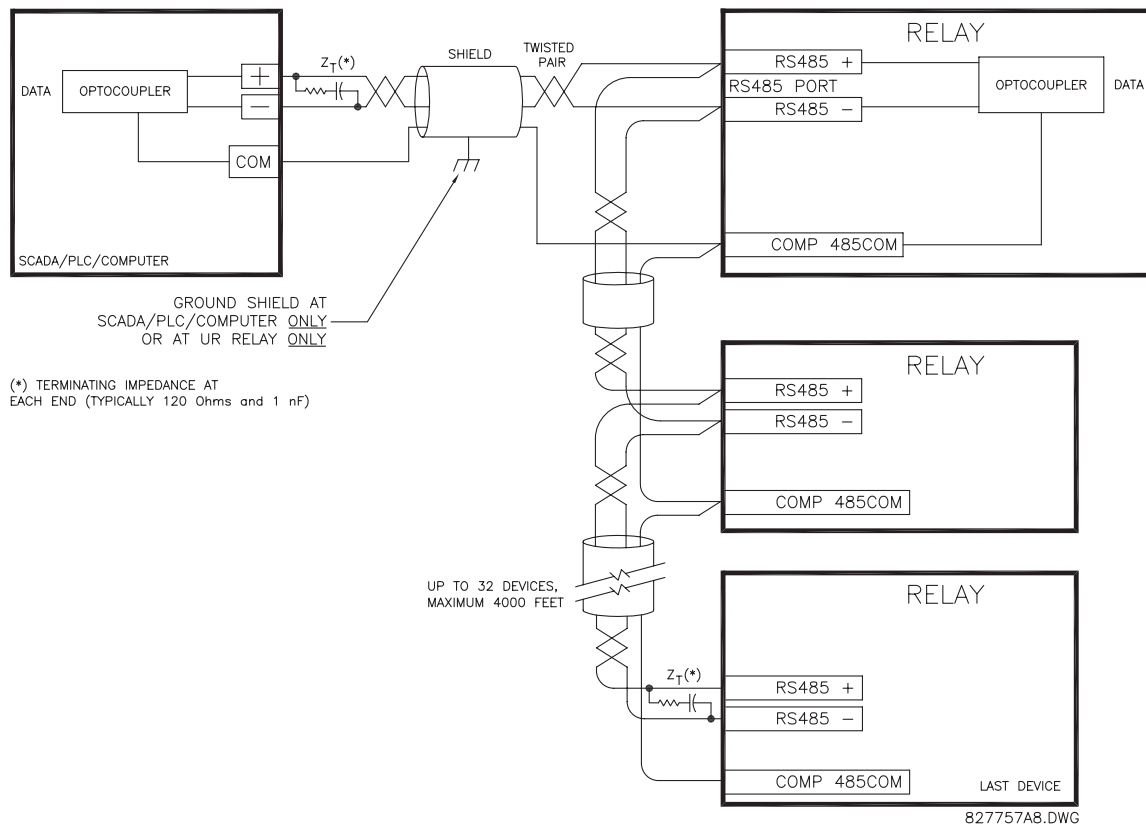 DATA
OPTOCOUPLER
+
−
COM
SCADA/PLC/COMPUTER
ZT(*)
SHIELD
TWISTED
PAIR
GROUND SHIELD AT
SCADA/PLC/COMPUTER ONLY
OR AT UR RELAY ONLY
(*) TERMINATING IMPEDANCE AT
EACH END (TYPICALLY 120 Ohms and 1 nF)
RELAY
RS485 +
RS485 PORT
RS485 −
OPTOCOUPLER
DATA
COMP 485COM
RELAY
RS485 +
RS485 −
COMP 485COM
UP TO 32 DEVICES,
MAXIMUM 4000 FEET
ZT(*)
RELAY
RS485 +
RS485 −
COMP 485COM
LAST DEVICE
827757A8.DWG